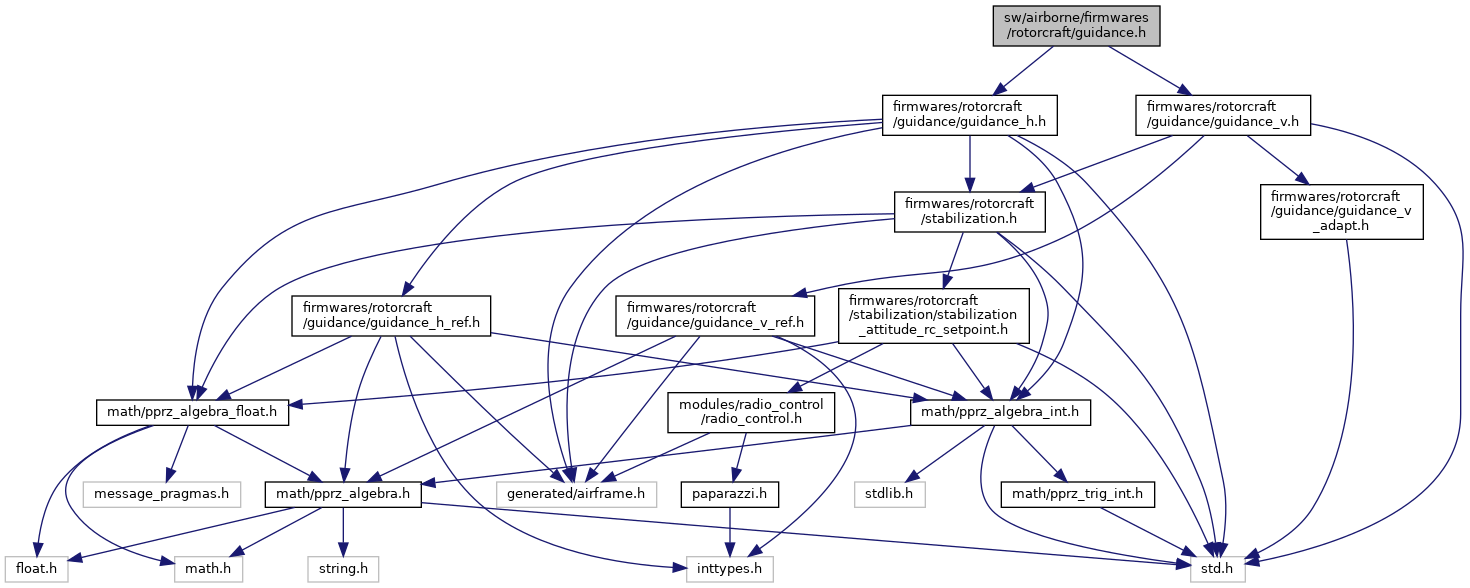 sw/airborne/firmwares
/rotorcraft/guidance.h
firmwares/rotorcraft
/guidance/guidance_h.h
firmwares/rotorcraft
/guidance/guidance_v.h
firmwares/rotorcraft
/stabilization.h
firmwares/rotorcraft
/guidance/guidance_v
_adapt.h
firmwares/rotorcraft
/guidance/guidance_h_ref.h
firmwares/rotorcraft
/guidance/guidance_v_ref.h
firmwares/rotorcraft
/stabilization/stabilization
_attitude_rc_setpoint.h
math/pprz_algebra_float.h
modules/radio_control
/radio_control.h
math/pprz_algebra_int.h
message_pragmas.h
math/pprz_algebra.h
generated/airframe.h
paparazzi.h
stdlib.h
math/pprz_trig_int.h
float.h
math.h
string.h
inttypes.h
std.h